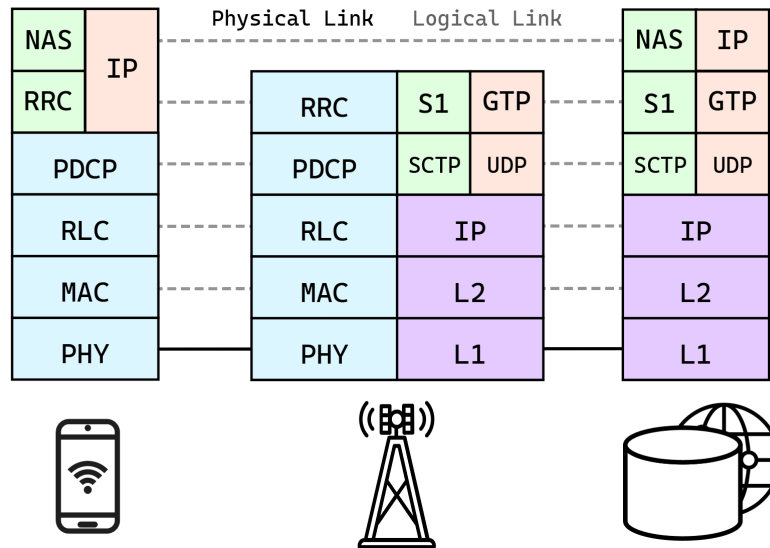 Physical Link Logical Link
NAS
IP
RRC
PDCP
RLC
MAC
PHY
RRC S1 GTP
PDCP SCTP UDP
RLC IP
MAC L2
PHY L1
NAS IP
S1 GTP
SCTP UDP
IP
L2
L1